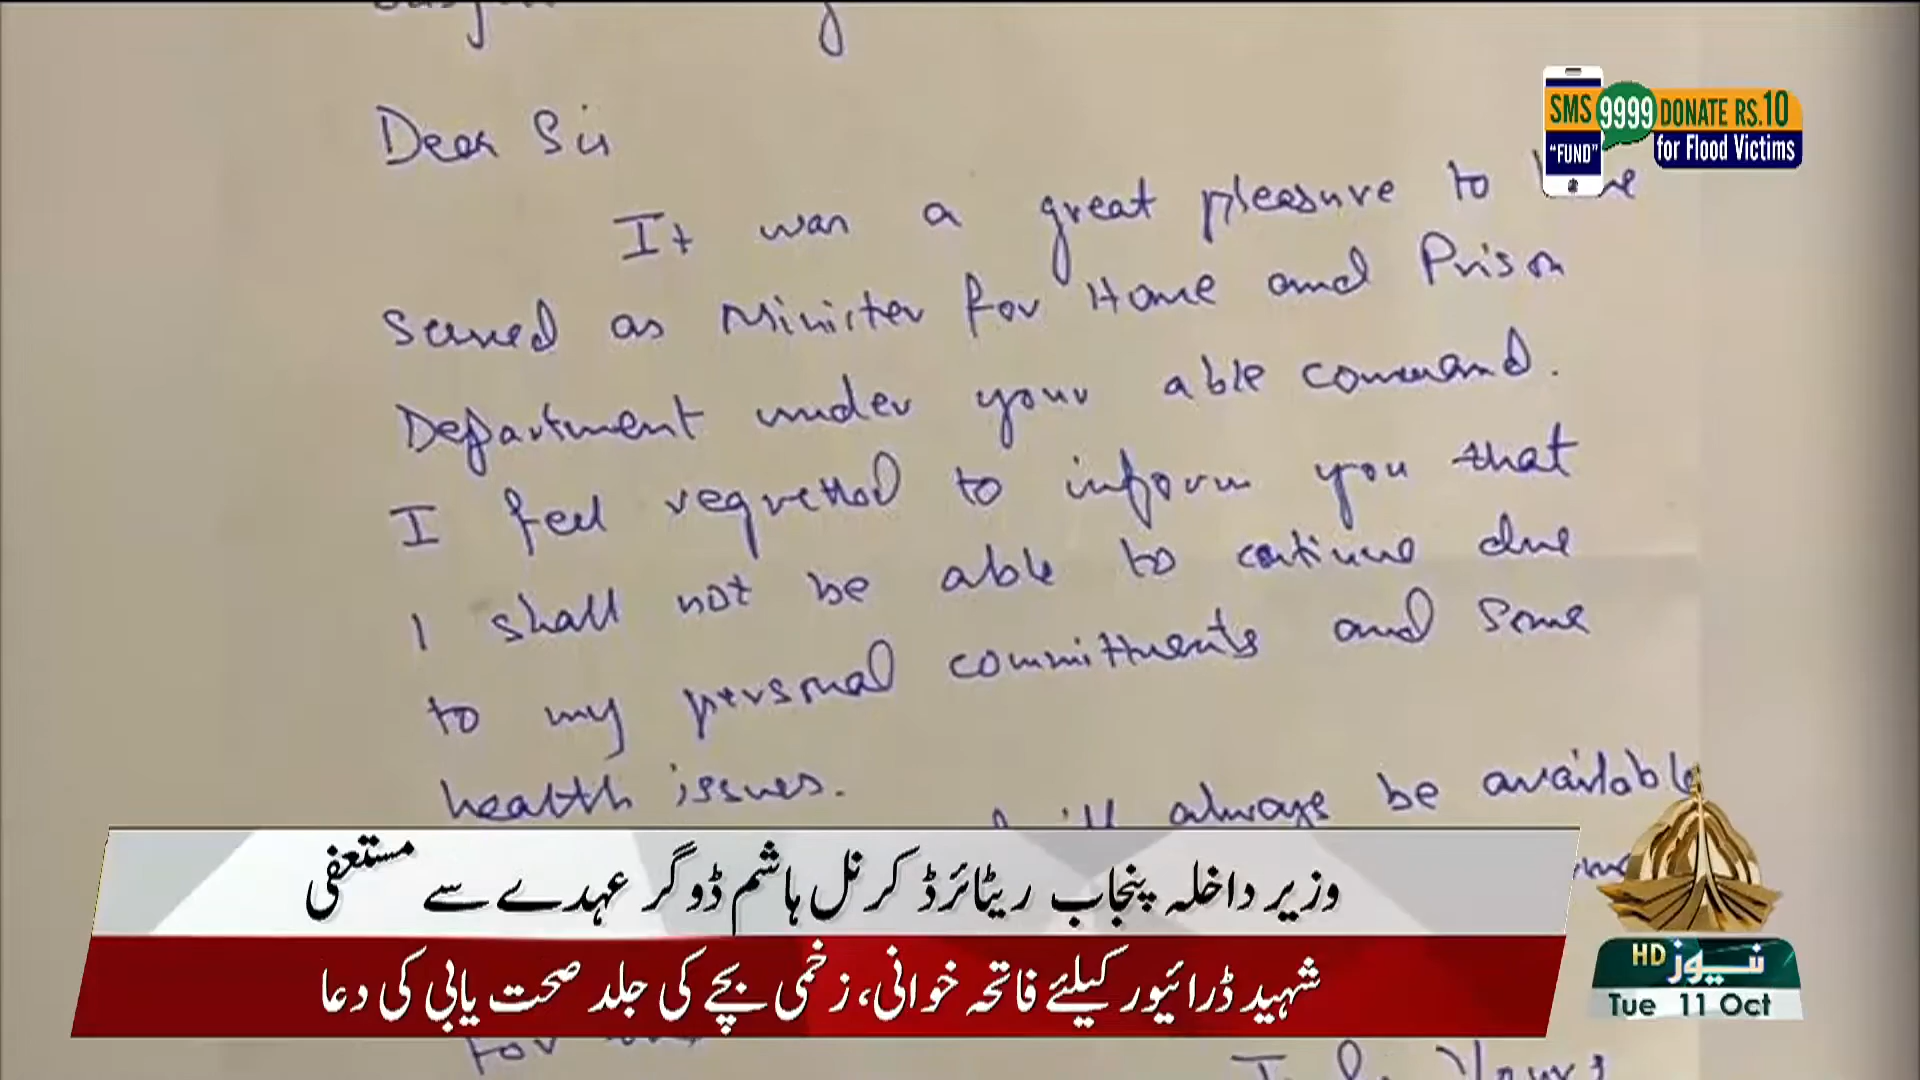 Dear Sir
It was a great pleasure to
served as Minister for Home and Prison
Department under your able command.
I feel regretted to inform you that
I shall not be able to continue due
to my personal committments and some
health issues.
always be available
SMS 9999 DONATE RS.10
"FUND" for Flood Victims
وزیر داخلہ پنجاب ریٹائرڈ کرنل ہاشم ڈوگر عہدے سے مستعفی
شہید ڈرائیور کیلئے فاتحہ خوانی، زخمی بچے کی جلد صحت یابی کی دعا
نیوز HD
Tue 11 Oct